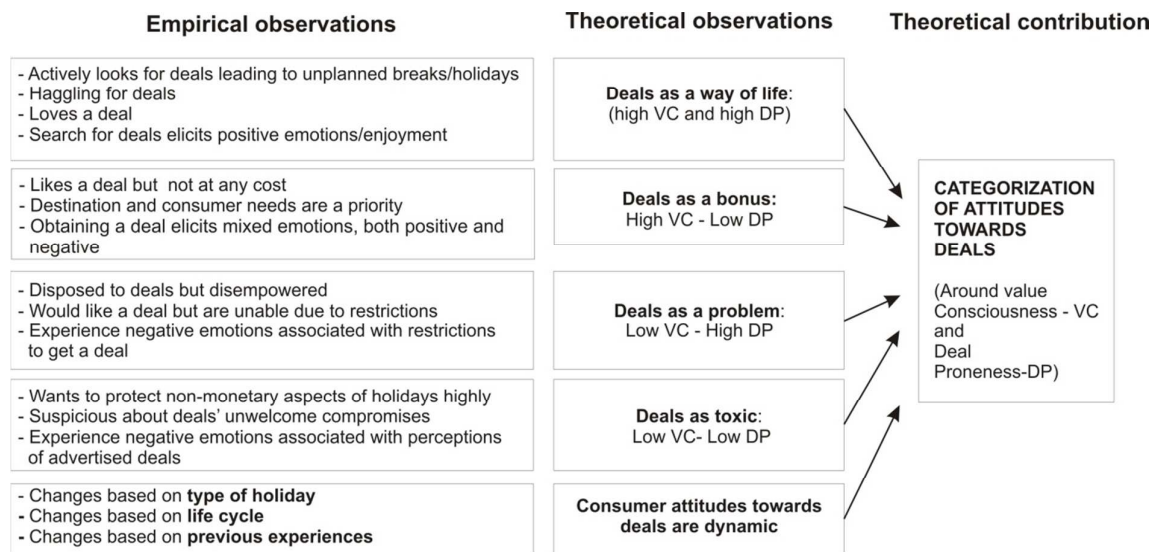 Empirical observations
Theoretical observations
Theoretical contribution
- Actively looks for deals leading to unplanned breaks/holidays
- Haggling for deals
- Loves a deal
- Search for deals elicits positive emotions/enjoyment
Deals as a way of life:
(high VC and high DP)
- Likes a deal but not at any cost
- Destination and consumer needs are a priority
- Obtaining a deal elicits mixed emotions, both positive and
negative
Deals as a bonus:
High VC - Low DP
- Disposed to deals but disempowered
- Would like a deal but are unable due to restrictions
- Experience negative emotions associated with restrictions
to get a deal
Deals as a problem:
Low VC - High DP
- Wants to protect non-monetary aspects of holidays highly
- Suspicious about deals' unwelcome compromises
- Experience negative emotions associated with perceptions
of advertised deals
Deals as toxic:
Low VC- Low DP
- Changes based on type of holiday
- Changes based on life cycle
- Changes based on previous experiences
Consumer attitudes towards
deals are dynamic
CATEGORIZATION
OF ATTITUDES
TOWARDS
DEALS
(Around value
Consciousness - VC
and
Deal
Proneness-DP)